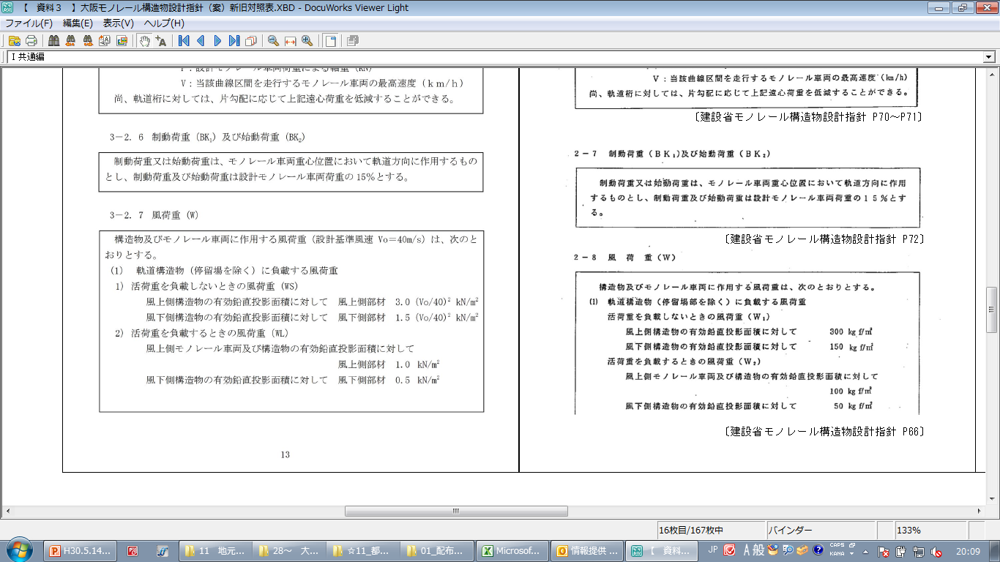 【　資料３　】大阪モノレール構造物設計指針（案）新旧対照表.XBD - DocuWorks Viewer Light
ファイル(F)　編集(E)　表示(V)　ヘルプ(H)
Ⅰ共通編
V：当該曲線区間を走行するモノレール車両の最高速度（ｋｍ/ｈ）
尚、軌道桁に対しては、片勾配に応じて上記遠心荷重を低減することができる。
3－2. 6　制動荷重（BK1）及び始動荷重（BK2）
制動荷重又は始動荷重は、モノレール車両重心位置において軌道方向に作用するもの
とし、制動荷重及び始動荷重は設計モノレール車両荷重の 15％とする。
3－2. 7　風荷重（W）
構造物及びモノレール車両に作用する風荷重（設計基準風速 Vo＝40m/s）は、次のと
おりとする。
(1)　軌道構造物（停留場を除く）に負載する風荷重
1) 活荷重を負載しないときの風荷重（WS）
風上側構造物の有効鉛直投影面積に対して　風上側部材　3.0 (Vo/40)² kN/m²
風下側構造物の有効鉛直投影面積に対して　風下側部材　1.5 (Vo/40)² kN/m²
2) 活荷重を負載するときの風荷重（WL）
風上側モノレール車両及び構造物の有効鉛直投影面積に対して
風上側部材　1.0 kN/m²
風下側構造物の有効鉛直投影面積に対して　風下側部材　0.5 kN/m²
13
V：当該曲線区間を走行するモノレール車両の最高速度（km/h）
尚、軌道桁に対しては、片勾配に応じて上記遠心荷重を低減することができる。
〔建設省モノレール構造物設計指針 P70～P71〕
2－7　制動荷重（ＢＫ1）及び始動荷重（ＢＫ2）
制動荷重又は始動荷重は、モノレール車両重心位置において軌道方向に作用
するものとし、制動荷重及び始動荷重は設計モノレール車両荷重の１５％とす
る。
〔建設省モノレール構造物設計指針 P72〕
2－8　風　荷　重（W）
構造物及びモノレール車両に作用する風荷重は、次のとおりとする。
(1)　軌道構造物（停留場部を除く）に負載する風荷重
活荷重を負載しないときの風荷重（W1）
風上側構造物の有効鉛直投影面積に対して　300 kgf/m²
風下側構造物の有効鉛直投影面積に対して　150 kgf/m²
活荷重を負載するときの風荷重（W2）
風上側モノレール車両及び構造物の有効鉛直投影面積に対して
100 kgf/m²
風下側構造物の有効鉛直投影面積に対して　50 kgf/m²
〔建設省モノレール構造物設計指針 P66〕
16枚目/167枚中　バインダー　133%
H30.5.14...　11　地元...　28～　大...　☆11_都...　01_配布...　Microsof...　情報提供 ...　【　資料...　JP　A 般　CAPS　KANA　20:09